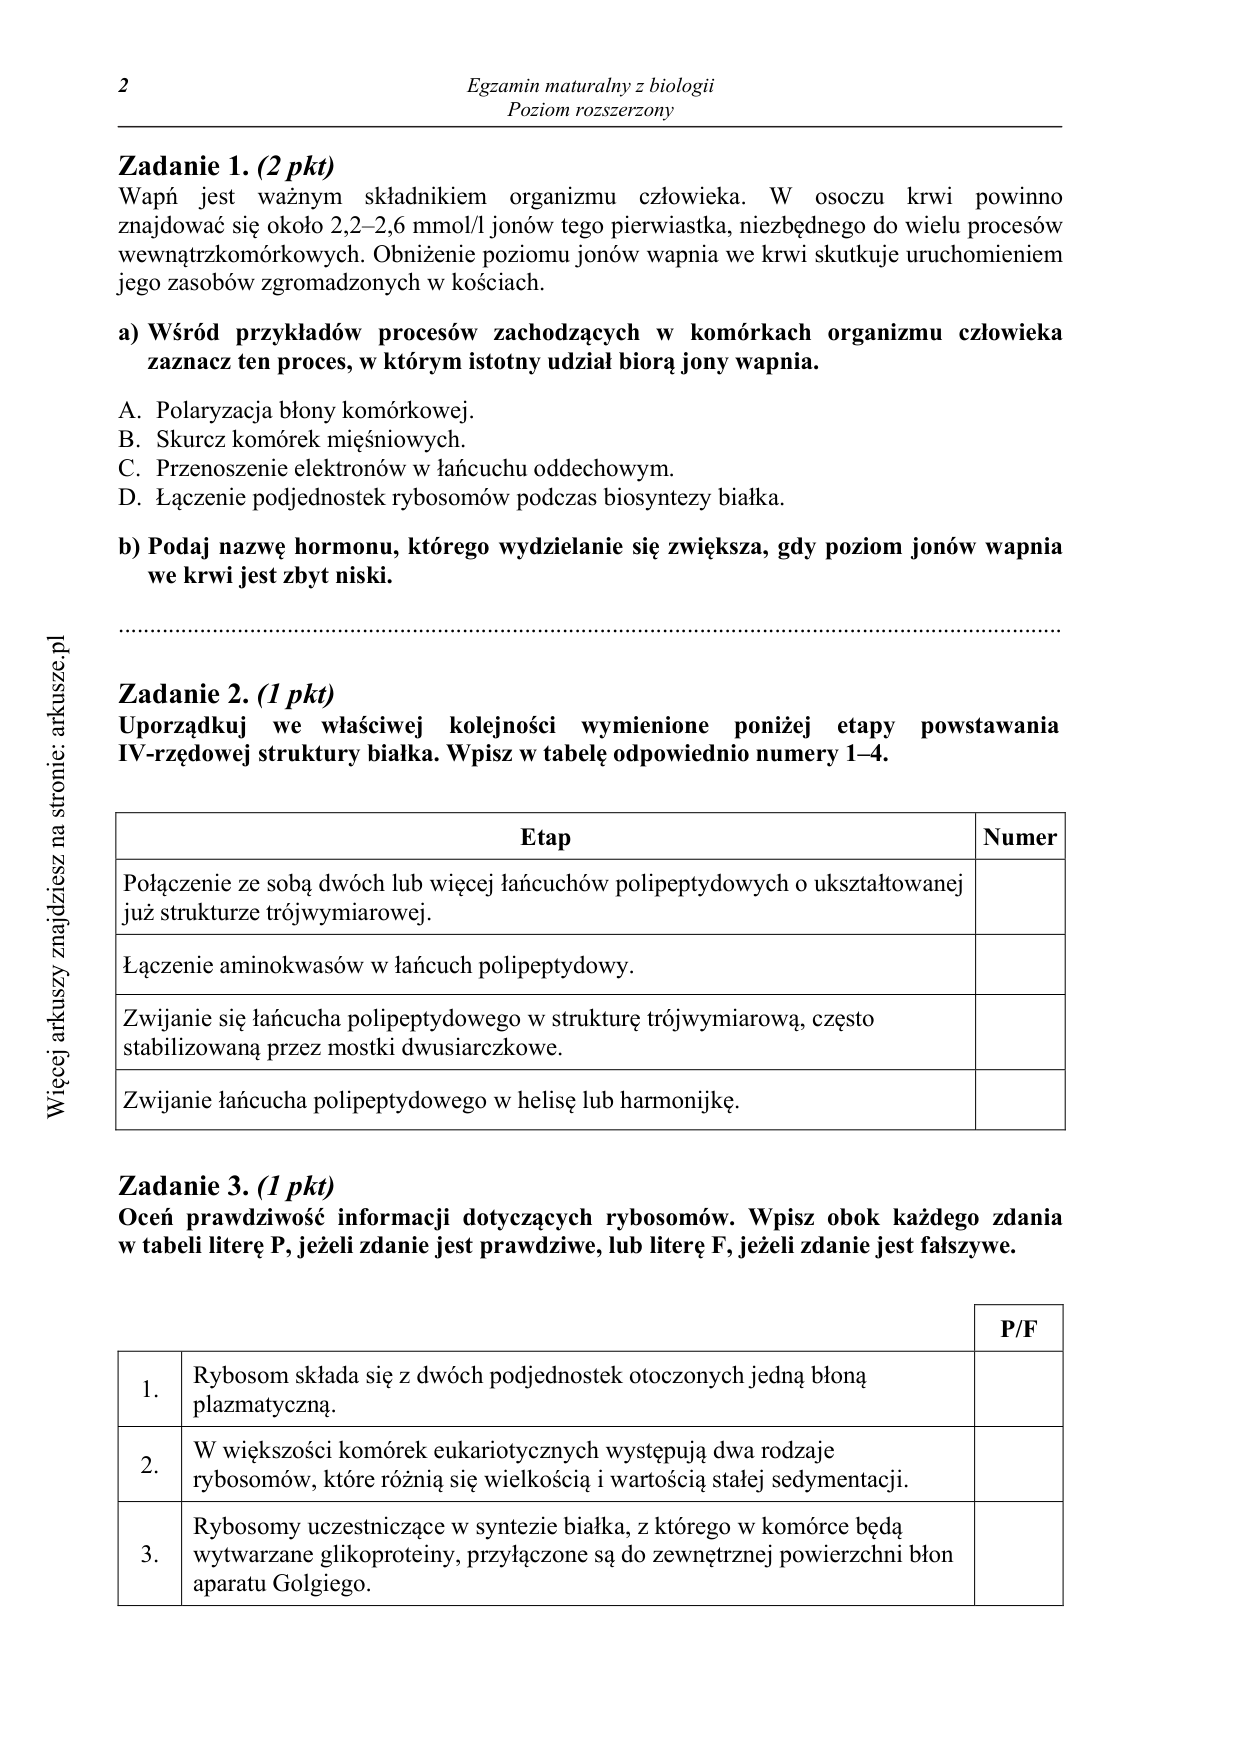 2
Egzamin maturalny z biologii
Poziom rozszerzony
Zadanie 1. (2 pkt)
Wapń jest ważnym składnikiem organizmu człowieka. W osoczu krwi powinno
znajdować się około 2,2–2,6 mmol/l jonów tego pierwiastka, niezbędnego do wielu procesów
wewnątrzkomórkowych. Obniżenie poziomu jonów wapnia we krwi skutkuje uruchomieniem
jego zasobów zgromadzonych w kościach.
a) Wśród przykładów procesów zachodzących w komórkach organizmu człowieka
zaznacz ten proces, w którym istotny udział biorą jony wapnia.
A. Polaryzacja błony komórkowej.
B. Skurcz komórek mięśniowych.
C. Przenoszenie elektronów w łańcuchu oddechowym.
D. Łączenie podjednostek rybosomów podczas biosyntezy białka.
b) Podaj nazwę hormonu, którego wydzielanie się zwiększa, gdy poziom jonów wapnia
we krwi jest zbyt niski.
Zadanie 2. (1 pkt)
Uporządkuj we właściwej kolejności wymienione poniżej etapy powstawania
IV-rzędowej struktury białka. Wpisz w tabelę odpowiednio numery 1–4.
Etap Numer
Połączenie ze sobą dwóch lub więcej łańcuchów polipeptydowych o ukształtowanej
już strukturze trójwymiarowej.
Łączenie aminokwasów w łańcuch polipeptydowy.
Zwijanie się łańcucha polipeptydowego w strukturę trójwymiarową, często
stabilizowaną przez mostki dwusiarczkowe.
Zwijanie łańcucha polipeptydowego w helisę lub harmonijkę.
Zadanie 3. (1 pkt)
Oceń prawdziwość informacji dotyczących rybosomów. Wpisz obok każdego zdania
w tabeli literę P, jeżeli zdanie jest prawdziwe, lub literę F, jeżeli zdanie jest fałszywe.
P/F
1. Rybosom składa się z dwóch podjednostek otoczonych jedną błoną
plazmatyczną.
2. W większości komórek eukariotycznych występują dwa rodzaje
rybosomów, które różnią się wielkością i wartością stałej sedymentacji.
3. Rybosomy uczestniczące w syntezie białka, z którego w komórce będą
wytwarzane glikoproteiny, przyłączone są do zewnętrznej powierzchni błon
aparatu Golgiego.
Więcej arkuszy znajdziesz na stronie: arkusze.pl